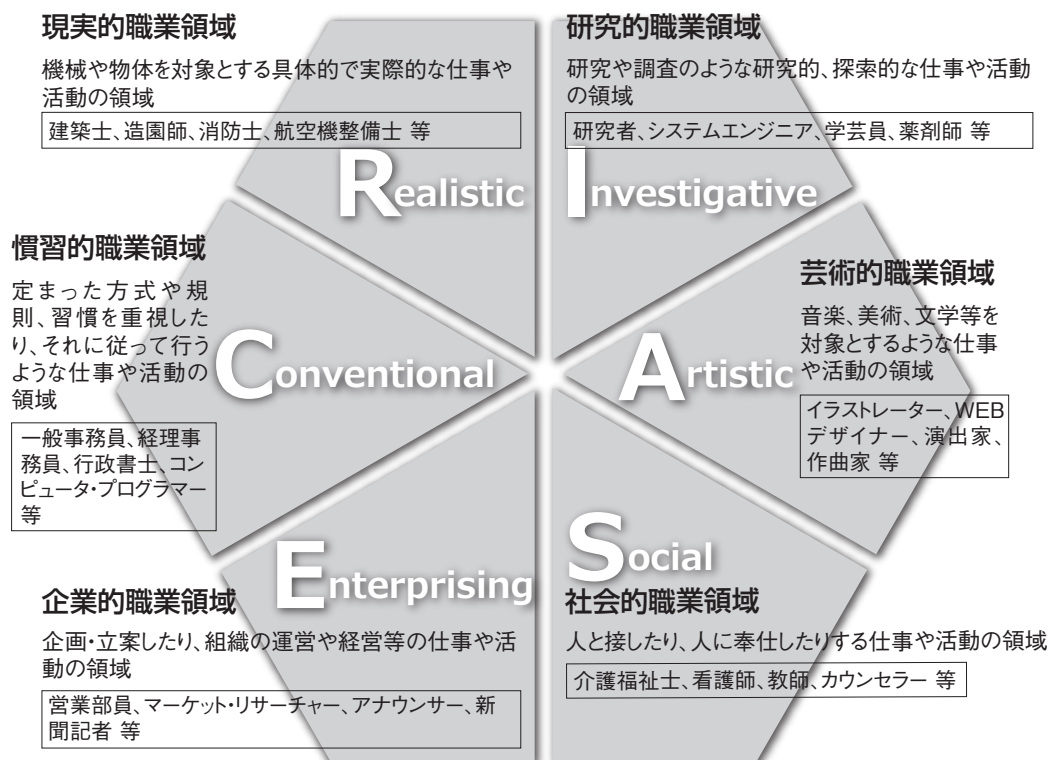 現実的職業領域
機械や物体を対象とする具体的で実際的な仕事や
活動の領域
建築士、造園師、消防士、航空機整備士 等
Realistic
研究的職業領域
研究や調査のような研究的、探索的な仕事や活動
の領域
研究者、システムエンジニア、学芸員、薬剤師 等
Investigative
慣習的職業領域
定まった方式や規
則、習慣を重視した
り、それに従って行う
ような仕事や活動の
領域
一般事務員、経理事
務員、行政書士、コン
ピュータ・プログラマー
等
Conventional
芸術的職業領域
音楽、美術、文学等を
対象とするような仕事
や活動の領域
イラストレーター、WEB
デザイナー、演出家、
作曲家 等
Artistic
Enterprising
企業的職業領域
企画・立案したり、組織の運営や経営等の仕事や活
動の領域
営業部員、マーケット・リサーチャー、アナウンサー、新
聞記者 等
Social
社会的職業領域
人と接したり、人に奉仕したりする仕事や活動の領域
介護福祉士、看護師、教師、カウンセラー 等